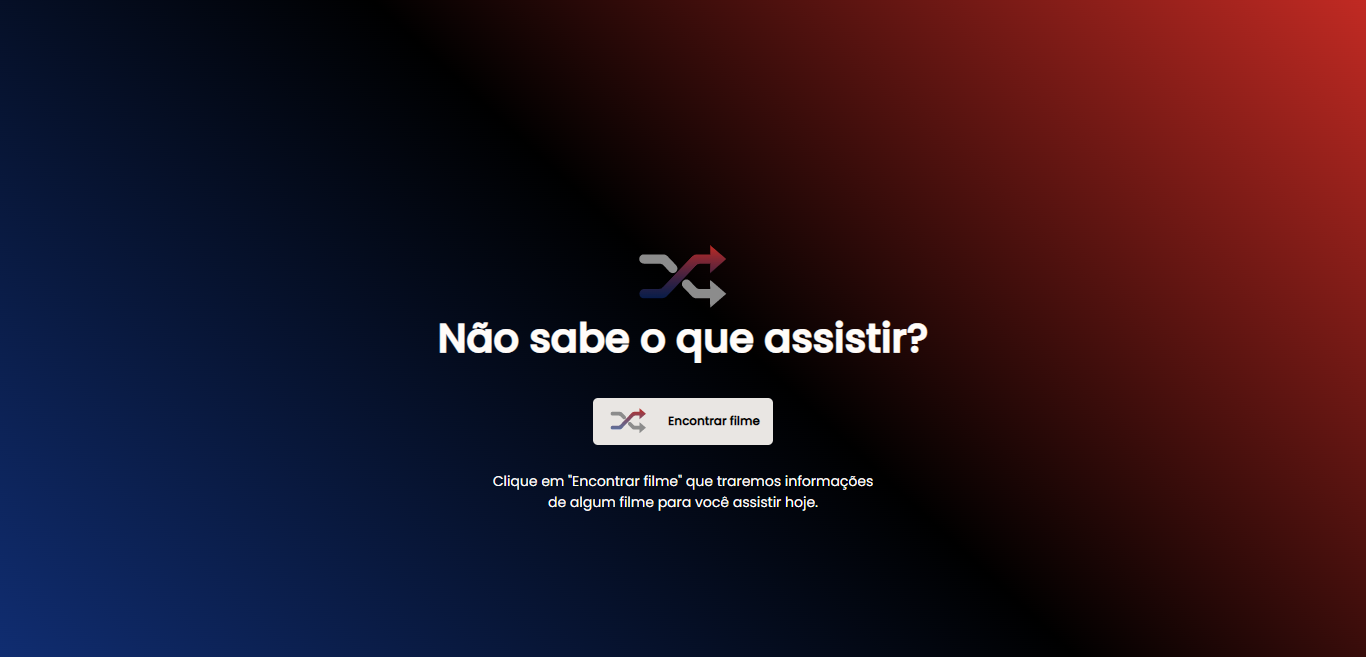 Não sabe o que assistir?
Encontrar filme
Clique em "Encontrar filme" que traremos informações
de algum filme para você assistir hoje.